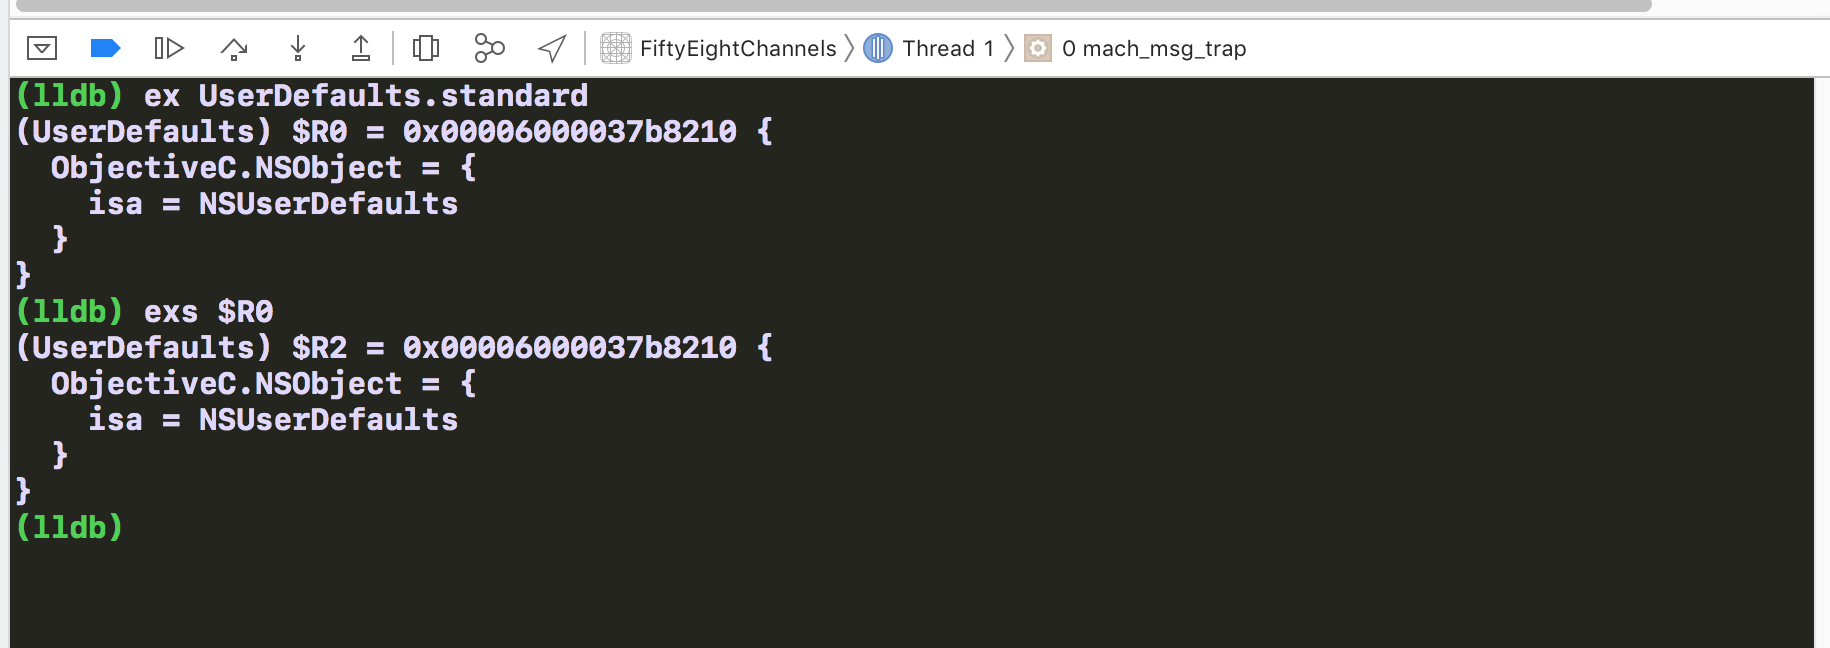 FiftyEightChannels Thread 1 0 mach_msg_trap
(lldb) ex UserDefaults.standard
(UserDefaults) $R0 = 0x00006000037b8210 {
  ObjectiveC.NSObject = {
    isa = NSUserDefaults
  }
}
(lldb) exs $R0
(UserDefaults) $R2 = 0x00006000037b8210 {
  ObjectiveC.NSObject = {
    isa = NSUserDefaults
  }
}
(lldb)